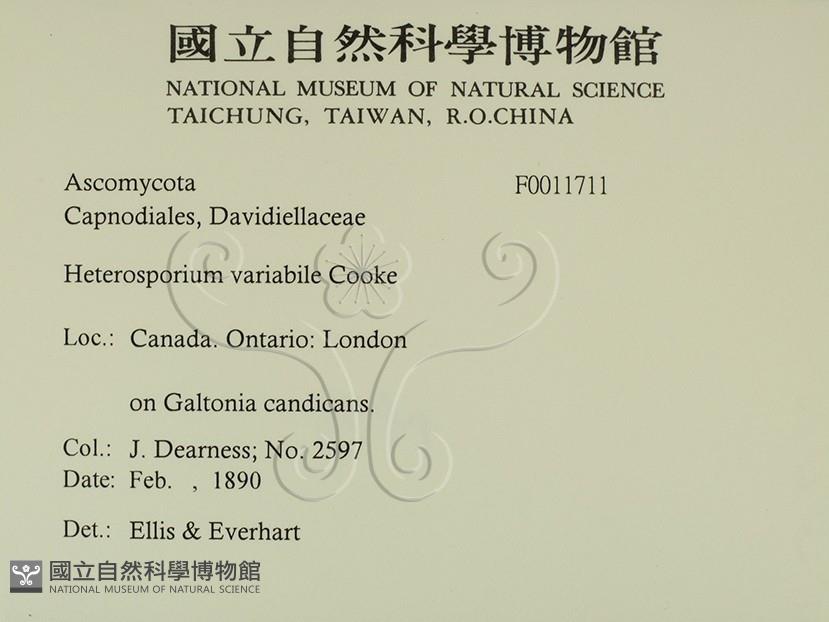 國立自然科學博物館
NATIONAL MUSEUM OF NATURAL SCIENCE
TAICHUNG, TAIWAN, R.O.CHINA
Ascomycota F0011711
Capnodiales, Davidiellaceae
Heterosporium variabile Cooke
Loc.: Canada. Ontario: London
on Galtonia candicans.
Col.: J. Dearness; No. 2597
Date: Feb. , 1890
Det.: Ellis & Everhart
國立自然科學博物館
NATIONAL MUSEUM OF NATURAL SCIENCE